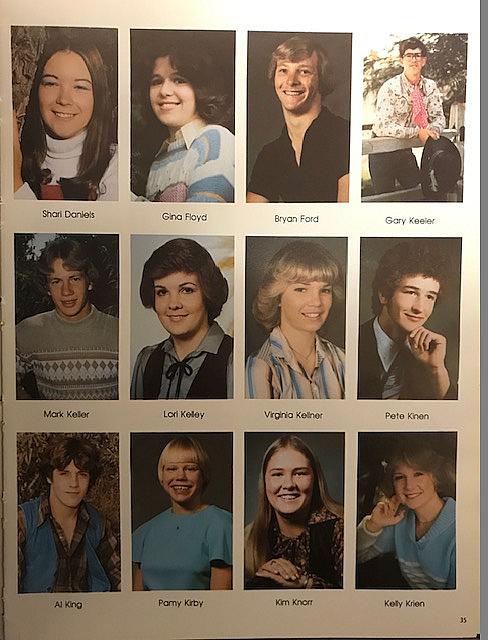 Shari Daniels
Gina Floyd
Bryan Ford
Gary Keeler
Mark Keller
Lori Kelley
Virginia Kellner
Pete Kinen
Al King
Pamy Kirby
Kim Knorr
Kelly Krien
35